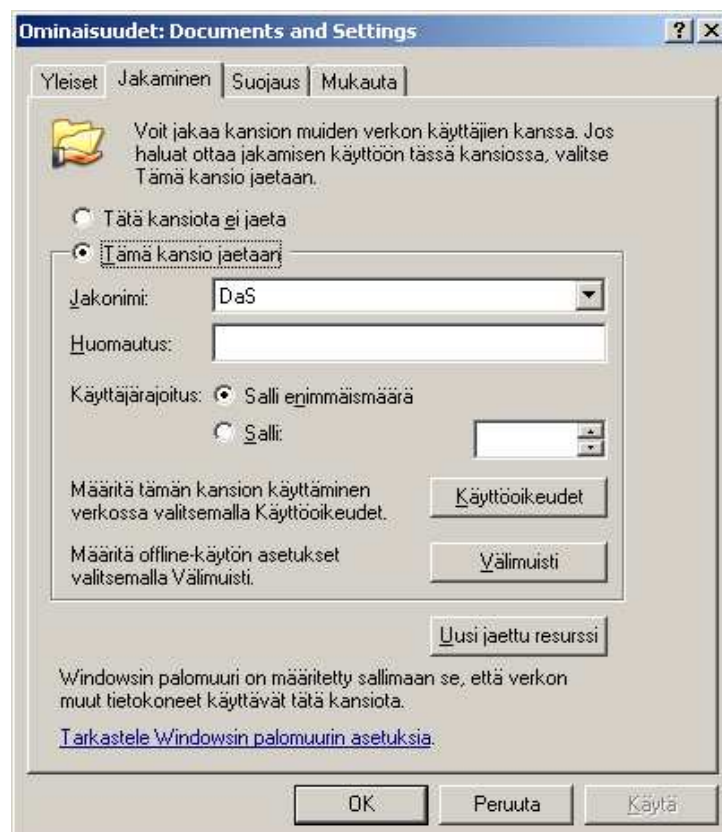 Ominaisuudet: Documents and Settings
Yleiset Jakaminen Suojaus Mukauta
Voit jakaa kansion muiden verkon käyttäjien kanssa. Jos
haluat ottaa jakamisen käyttöön tässä kansiossa, valitse
Tämä kansio jaetaan.
Tätä kansiota ei jaeta
Tämä kansio jaetaan
Jakonimi: DaS
Huomautus:
Käyttäjärajoitus: Salli enimmäismäärä
Salli:
Määritä tämän kansion käyttäminen
verkossa valitsemalla Käyttöoikeudet.
Käyttöoikeudet
Määritä offline-käytön asetukset
valitsemalla Välimuisti.
Välimuisti
Uusi jaettu resurssi
Windowsin palomuuri on määritetty sallimaan se, että verkon
muut tietokoneet käyttävät tätä kansiota.
Tarkastele Windowsin palomuurin asetuksia.
OK Peruuta Käytä